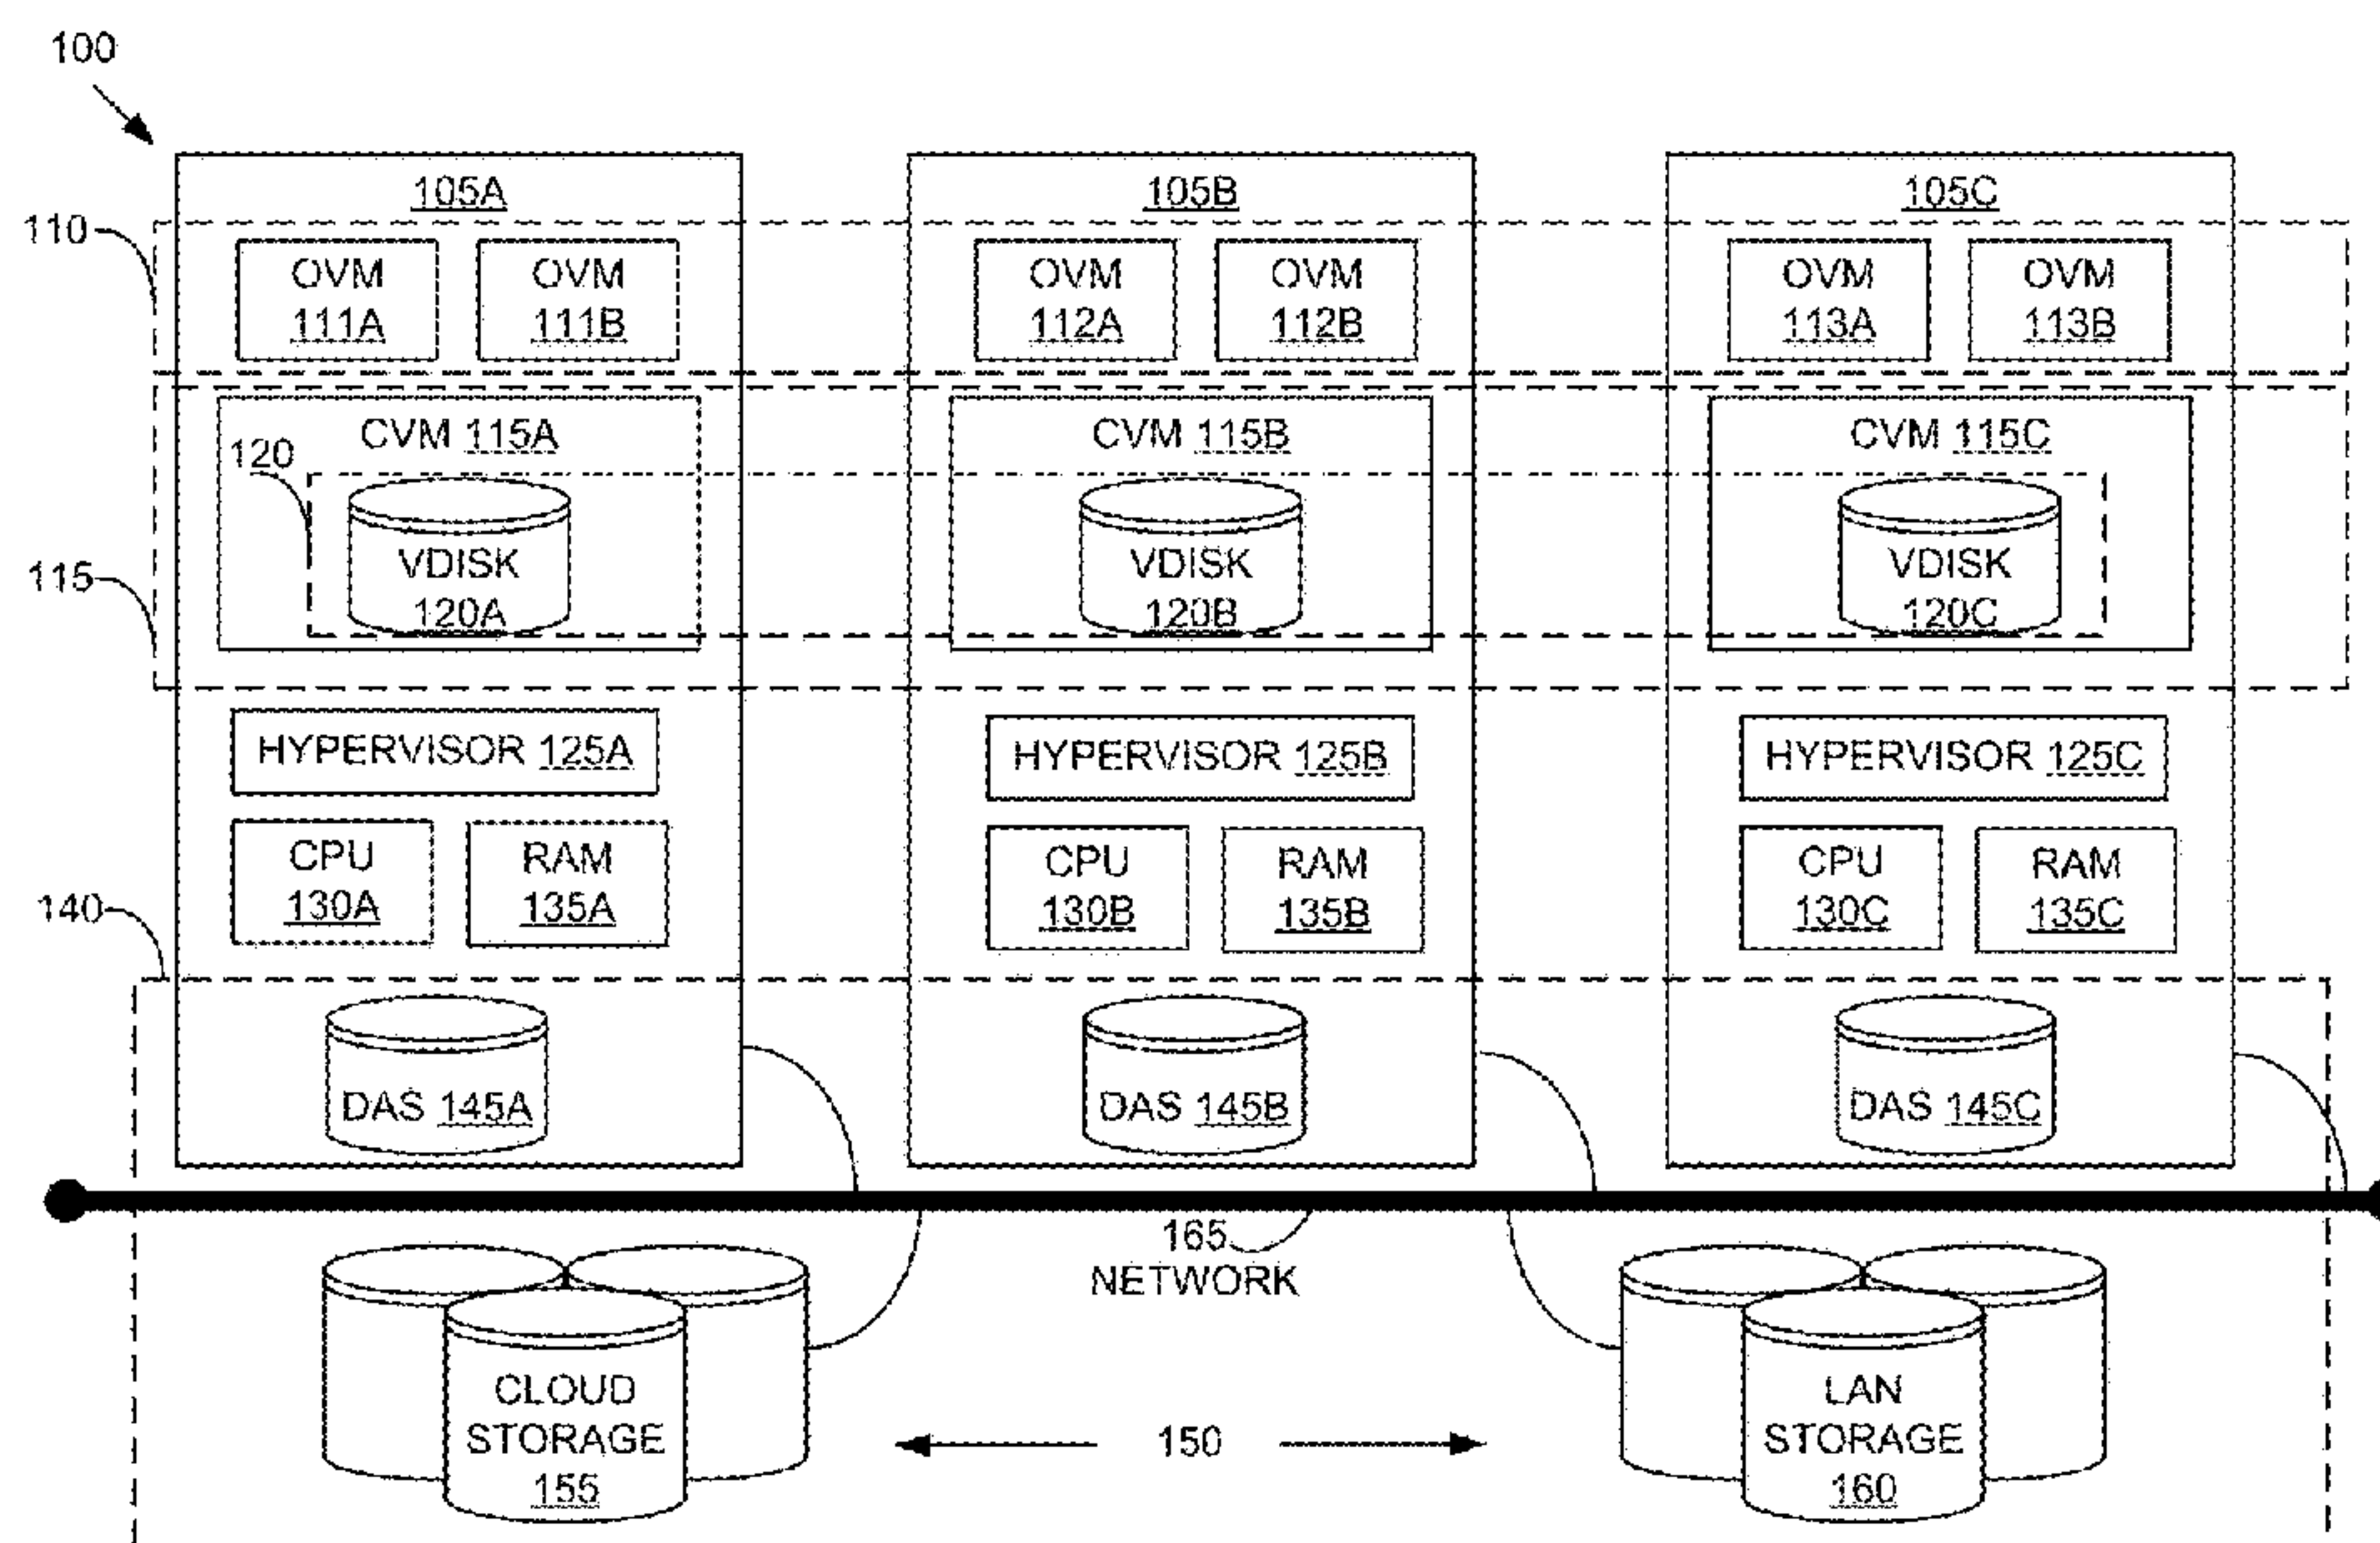 100
105A
105B
105C
110
OVM
111A
OVM
111B
OVM
112A
OVM
112B
OVM
113A
OVM
113B
CVM 115A
CVM 115B
CVM 115C
120
VDISK
120A
VDISK
120B
VDISK
120C
115
HYPERVISOR 125A
HYPERVISOR 125B
HYPERVISOR 125C
CPU
130A
RAM
135A
CPU
130B
RAM
135B
CPU
130C
RAM
135C
140
DAS 145A
DAS 145B
DAS 145C
165
NETWORK
CLOUD
STORAGE
155
150
LAN
STORAGE
160